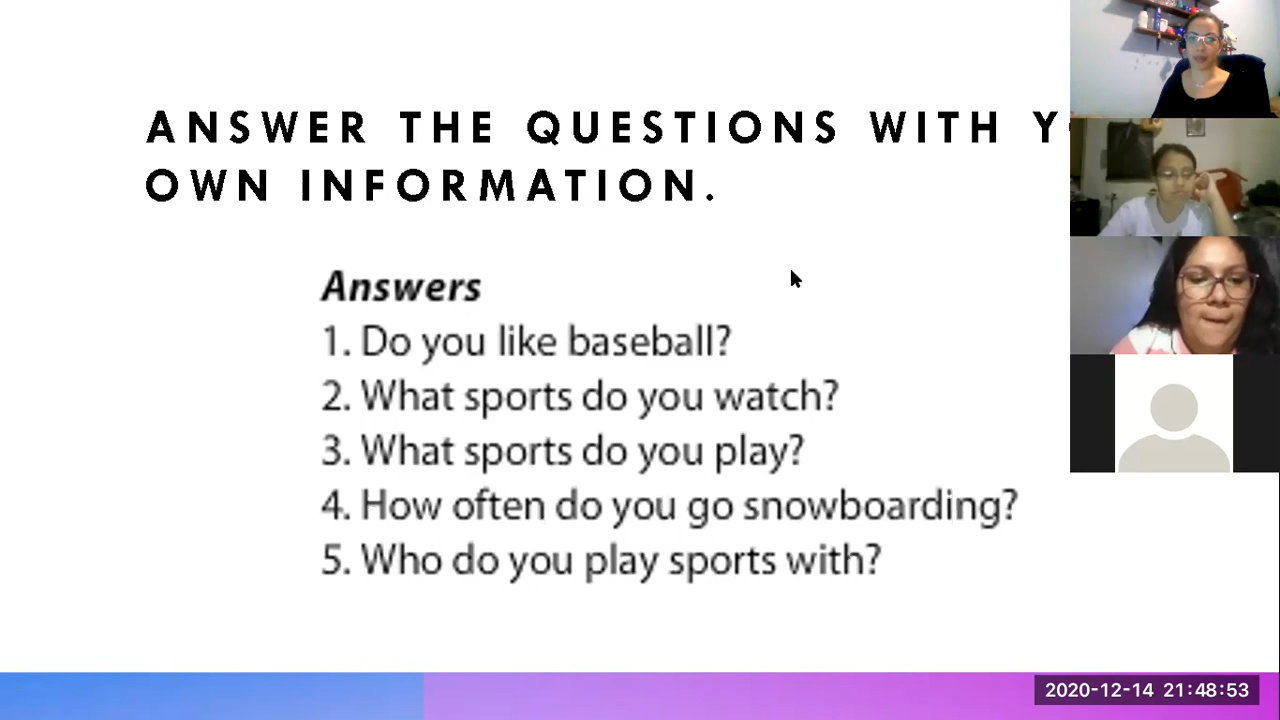 ANSWER THE QUESTIONS WITH
OWN INFORMATION.
Answers
1. Do you like baseball?
2. What sports do you watch?
3. What sports do you play?
4. How often do you go snowboarding?
5. Who do you play sports with?
2020-12-14 21:48:53